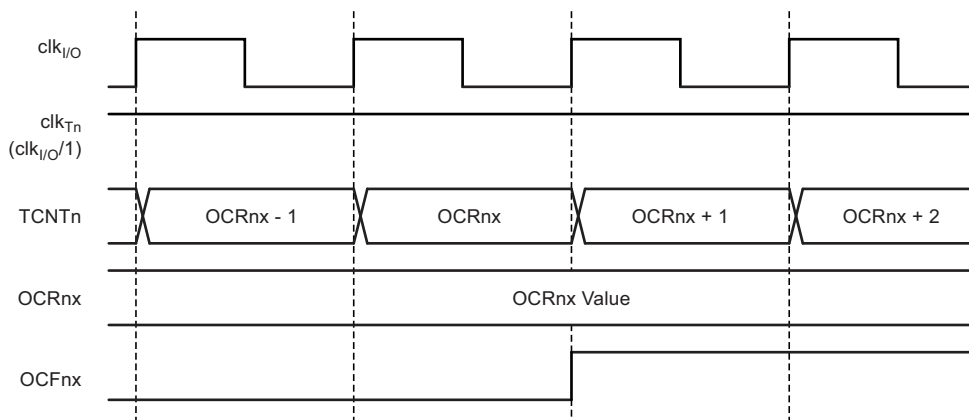 clkI/O
clkTn
(clkI/O/1)
TCNTn OCRnx - 1 OCRnx OCRnx + 1 OCRnx + 2
OCRnx OCRnx Value
OCFnx